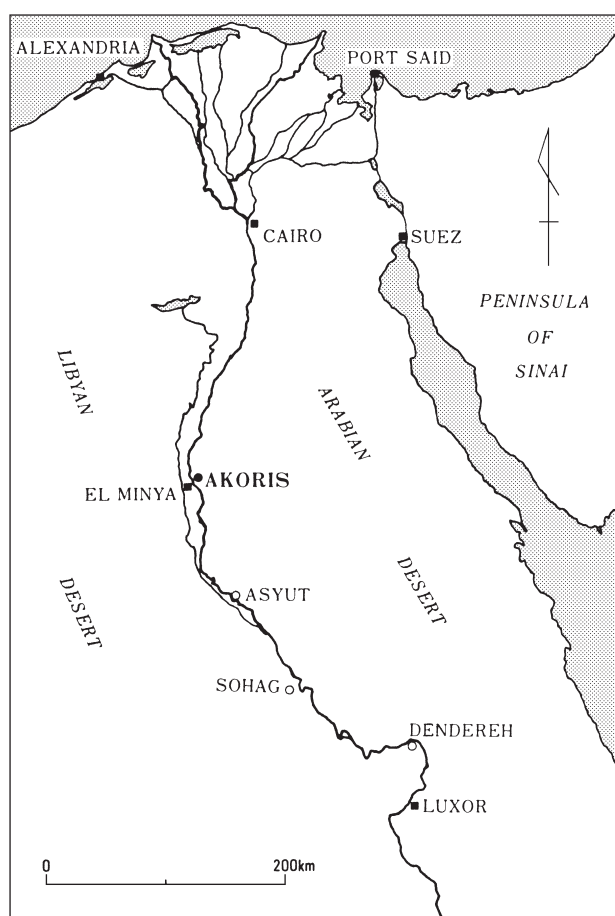 ALEXANDRIA
PORT SAID
CAIRO
SUEZ
PENINSULA
OF
SINAI
LIBYAN
ARABIAN
AKORIS
EL MINYA
DESERT
DESERT
ASYUT
SOHAG
DENDEREH
LUXOR
0
200km